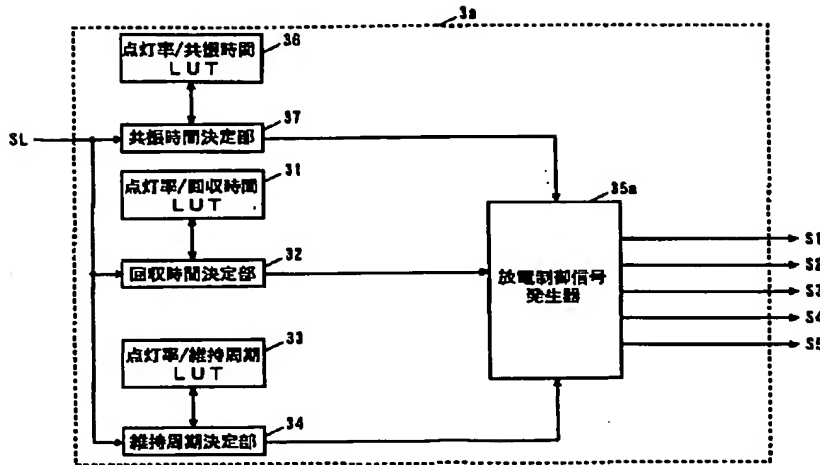 3a
点灯率/共振時間
LUT
36
SL
共振時間決定部
37
点灯率/回収時間
LUT
31
回収時間決定部
32
点灯率/維持周期
LUT
33
維持周期決定部
34
35a
放電制御信号
発生器
S1
S2
S3
S4
S5